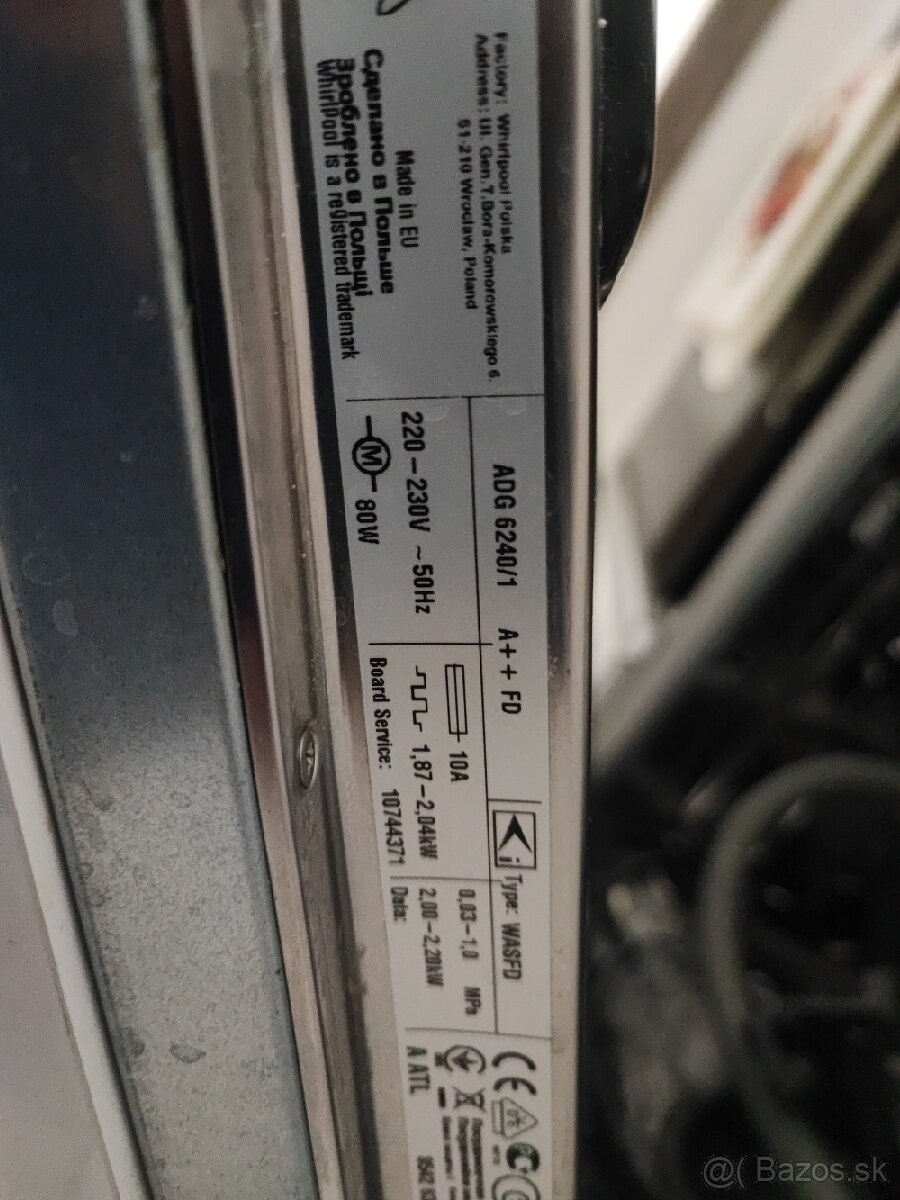 Factory: Whirlpool Polska
Address: Ul. Gen.T.Bora-Komorowskiego 6.
51-210 Wroclaw, Poland
Made in EU
Сделано в Польше
Зроблено в Польщі
Whirlpool is a registered trademark
ADG 6240/1 A++ FD
Type: WASFD
220-230V ~50Hz
M 80W
10A
1,87-2,04kW
Board Service: 10744371
0,03-1,0 MPa
2,00-2,20kW
Data:
CE
A ATL
@( Bazos.sk